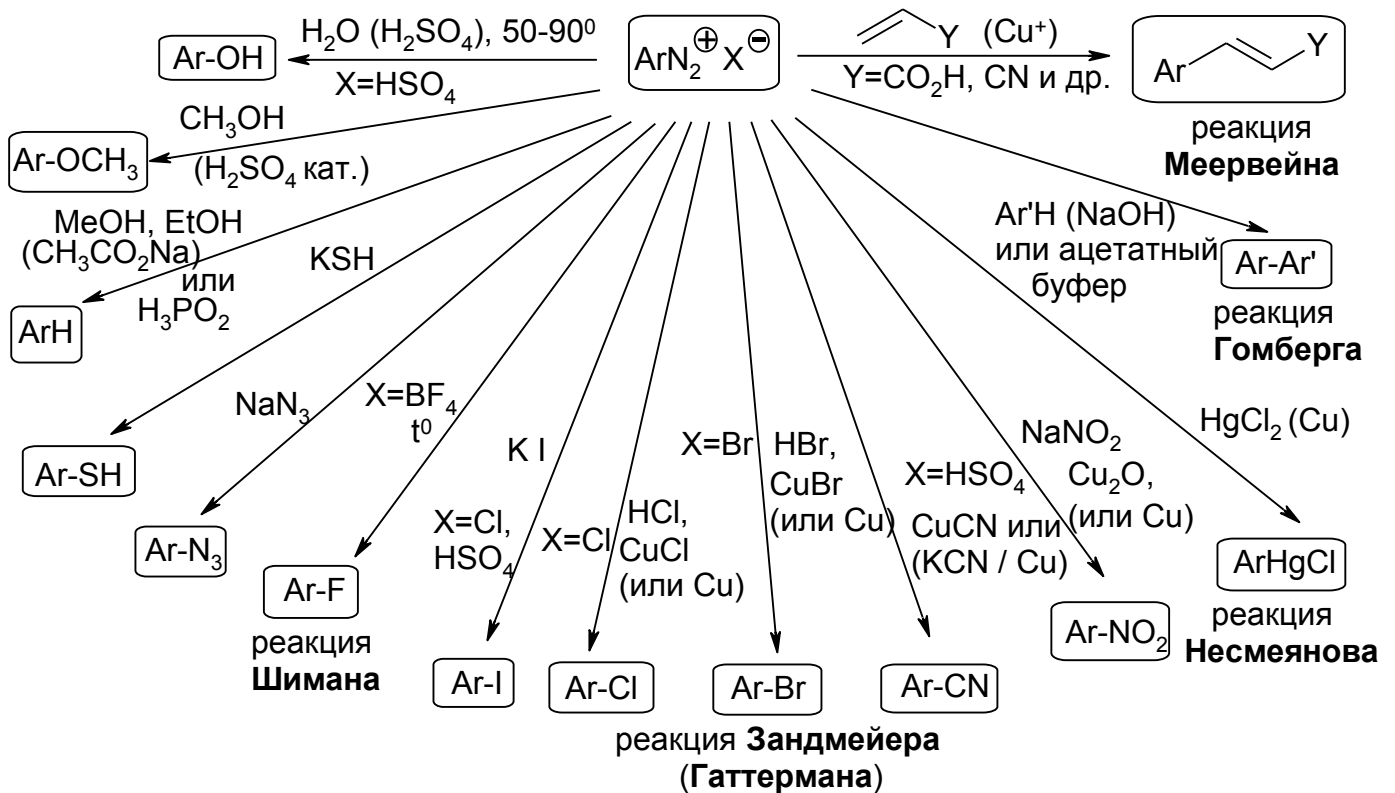 H₂O (H₂SO₄), 50-90⁰
X=HSO₄
Ar-OH
ArN₂⊕ X⊖
Y (Cu⁺)
Y=CO₂H, CN и др.
Ar Y
реакция
Меервейна
CH₃OH
(H₂SO₄ кат.)
Ar-OCH₃
MeOH, EtOH
(CH₃CO₂Na)
или
H₃PO₂
ArH
KSH
Ar-SH
NaN₃
Ar-N₃
X=BF₄
t⁰
Ar-F
реакция
Шимана
K I
X=Cl,
HSO₄
Ar-I
X=Cl
HCl,
CuCl
(или Cu)
Ar-Cl
X=Br
HBr,
CuBr
(или Cu)
Ar-Br
X=HSO₄
CuCN или
(KCN / Cu)
Ar-CN
реакция Зандмейера
(Гаттермана)
NaNO₂
Cu₂O,
(или Cu)
Ar-NO₂
HgCl₂ (Cu)
ArHgCl
реакция
Несмеянова
Ar'H (NaOH)
или ацетатный
буфер
Ar-Ar'
реакция
Гомберга